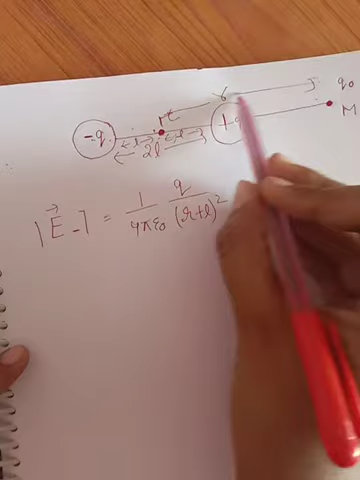 r
q₀
-q
l
l
+q
M
2l
|E⃗₋| = 1/4πε₀ q/(r+l)²